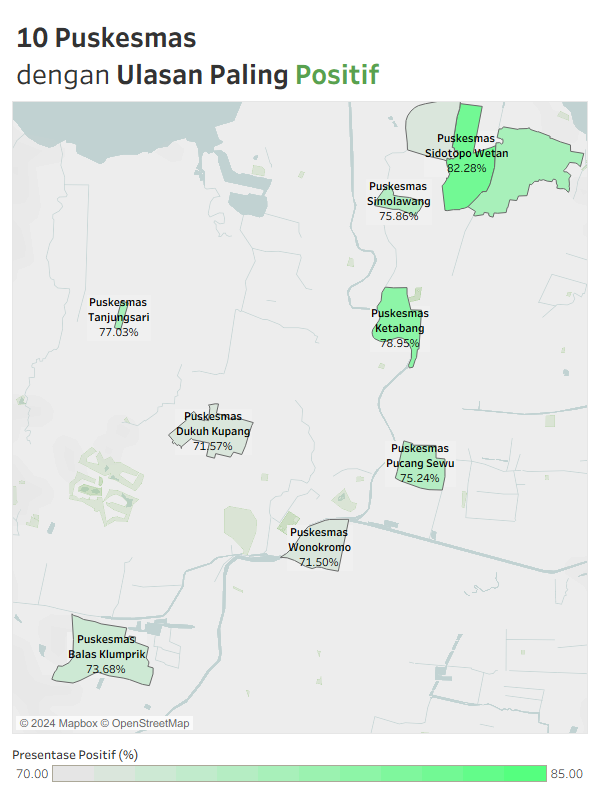 10 Puskesmas
dengan Ulasan Paling Positif
Puskesmas
Sidotopo Wetan
82.28%
Puskesmas
Simolawang
75.86%
Puskesmas
Tanjungsari
77.03%
Puskesmas
Ketabang
78.95%
Puskesmas
Dukuh Kupang
71.57%
Puskesmas
Pucang Sewu
75.24%
Puskesmas
Wonokromo
71.50%
Puskesmas
Balas Klumprik
73.68%
© 2024 Mapbox © OpenStreetMap
Presentase Positif (%)
70.00 85.00